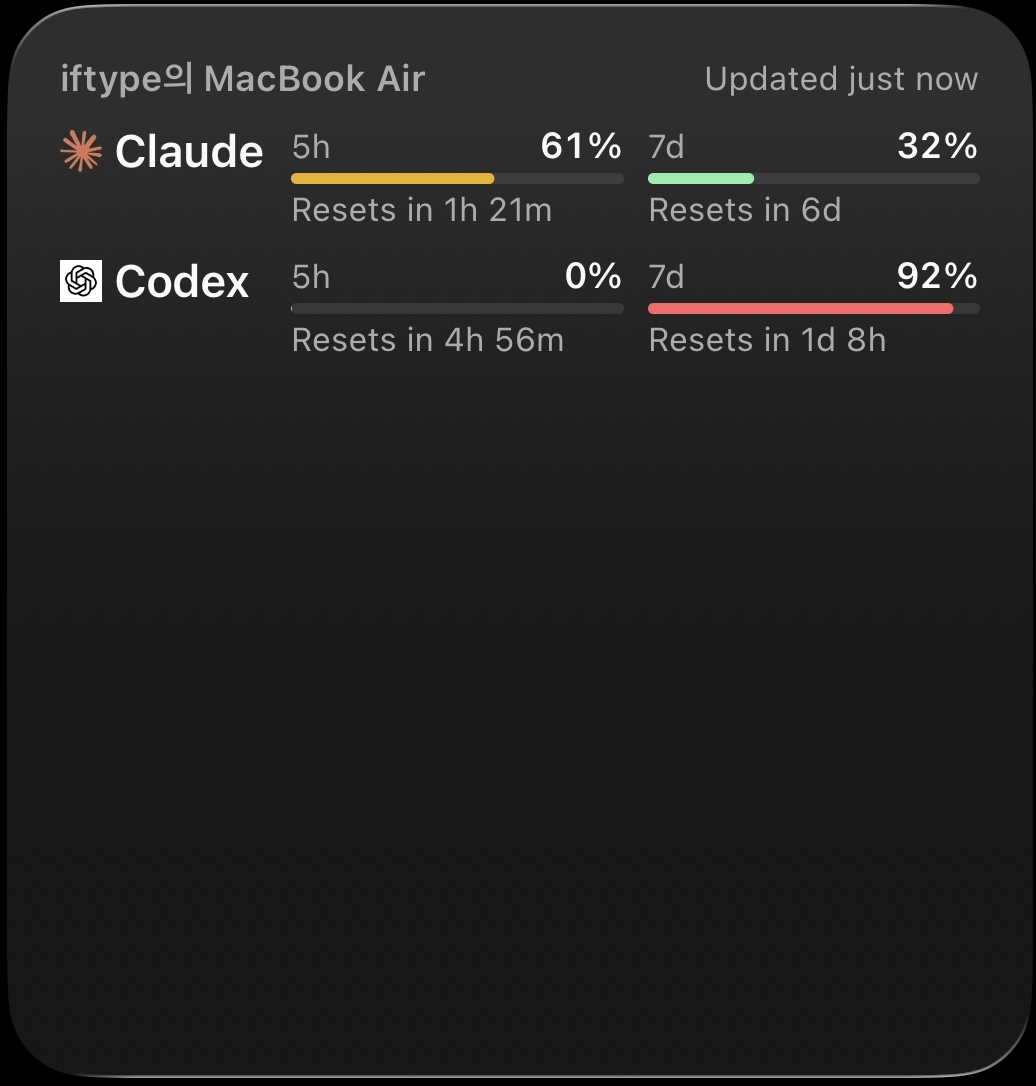 iftype의 MacBook Air Updated just now
Claude 5h 61% 7d 32%
Resets in 1h 21m Resets in 6d
Codex 5h 0% 7d 92%
Resets in 4h 56m Resets in 1d 8h